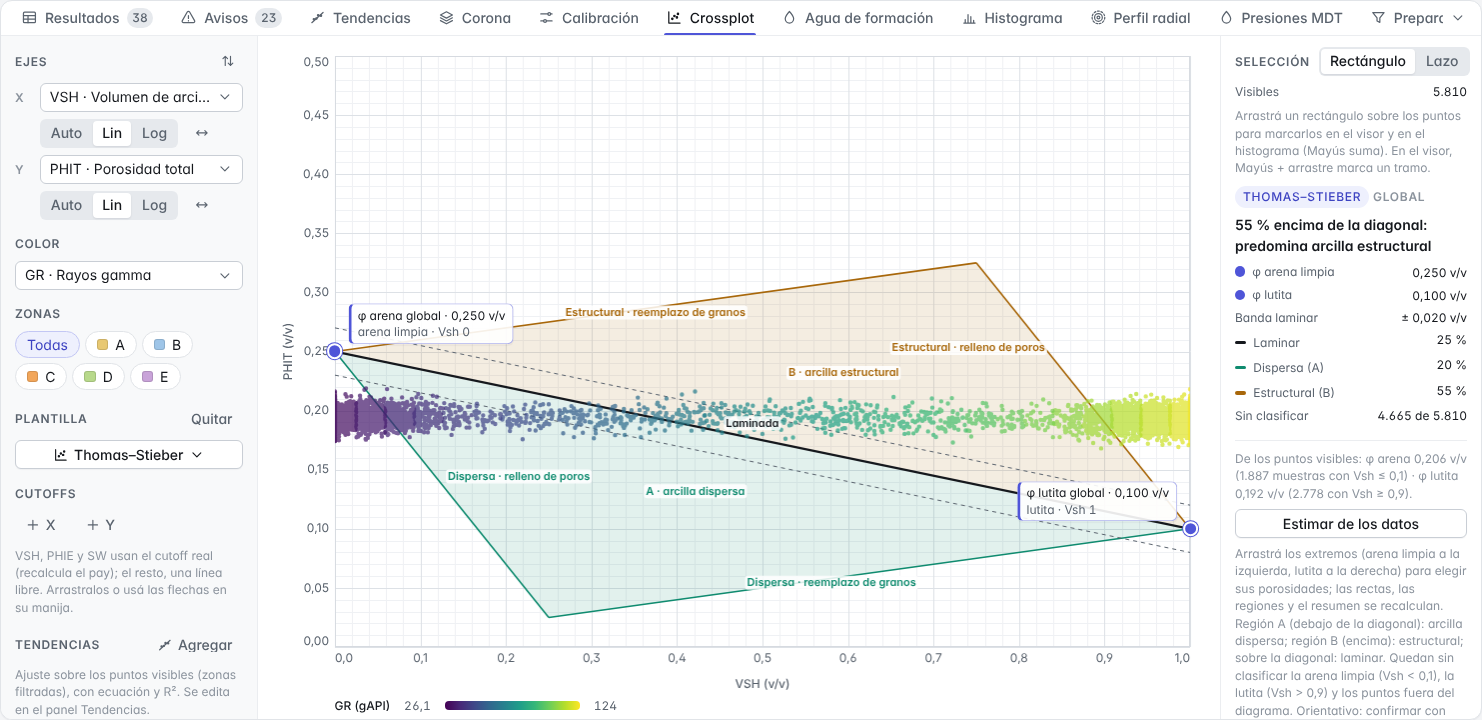 Resultados 38 Avisos 23 Tendencias Corona Calibración Crossplot Agua de formación Histograma Perfil radial Presiones MDT Prepara
EJES
X VSH · Volumen de arci...
Auto Lin Log
Y PHIT · Porosidad total
Auto Lin Log
COLOR
GR · Rayos gamma
ZONAS
Todas A B
C D E
PLANTILLA Quitar
Thomas–Stieber
CUTOFFS
+ X + Y
VSH, PHIE y SW usan el cutoff real
(recalcula el pay); el resto, una línea
libre. Arrastralos o usá las flechas en
su manija.
TENDENCIAS Agregar
Ajuste sobre los puntos visibles (zonas
filtradas), con ecuación y R². Se edita
en el panel Tendencias.
0,50
0,45
0,40
0,35
0,30
0,25
0,20
0,15
0,10
0,05
0,00
PHIT (v/v)
φ arena global · 0,250 v/v
arena limpia · Vsh 0
Estructural · reemplazo de granos
Estructural · relleno de poros
B · arcilla estructural
Laminada
Dispersa · relleno de poros
A · arcilla dispersa
φ lutita global · 0,100 v/v
lutita · Vsh 1
Dispersa · reemplazo de granos
0,0 0,1 0,2 0,3 0,4 0,5 0,6 0,7 0,8 0,9 1,0
VSH (v/v)
GR (gAPI) 26,1 124
SELECCIÓN Rectángulo Lazo
Visibles 5.810
Arrastrá un rectángulo sobre los puntos
para marcarlos en el visor y en el
histograma (Mayús suma). En el visor,
Mayús + arrastre marca un tramo.
THOMAS–STIEBER GLOBAL
55 % encima de la diagonal:
predomina arcilla estructural
φ arena limpia 0,250 v/v
φ lutita 0,100 v/v
Banda laminar ± 0,020 v/v
Laminar 25 %
Dispersa (A) 20 %
Estructural (B) 55 %
Sin clasificar 4.665 de 5.810
De los puntos visibles: φ arena 0,206 v/v
(1.887 muestras con Vsh ≤ 0,1) · φ lutita
0,192 v/v (2.778 con Vsh ≥ 0,9).
Estimar de los datos
Arrastrá los extremos (arena limpia a la
izquierda, lutita a la derecha) para elegir
sus porosidades; las rectas, las
regiones y el resumen se recalculan.
Región A (debajo de la diagonal): arcilla
dispersa; región B (encima): estructural;
sobre la diagonal: laminar. Quedan sin
clasificar la arena limpia (Vsh < 0,1), la
lutita (Vsh > 0,9) y los puntos fuera del
diagrama. Orientativo: confirmar con